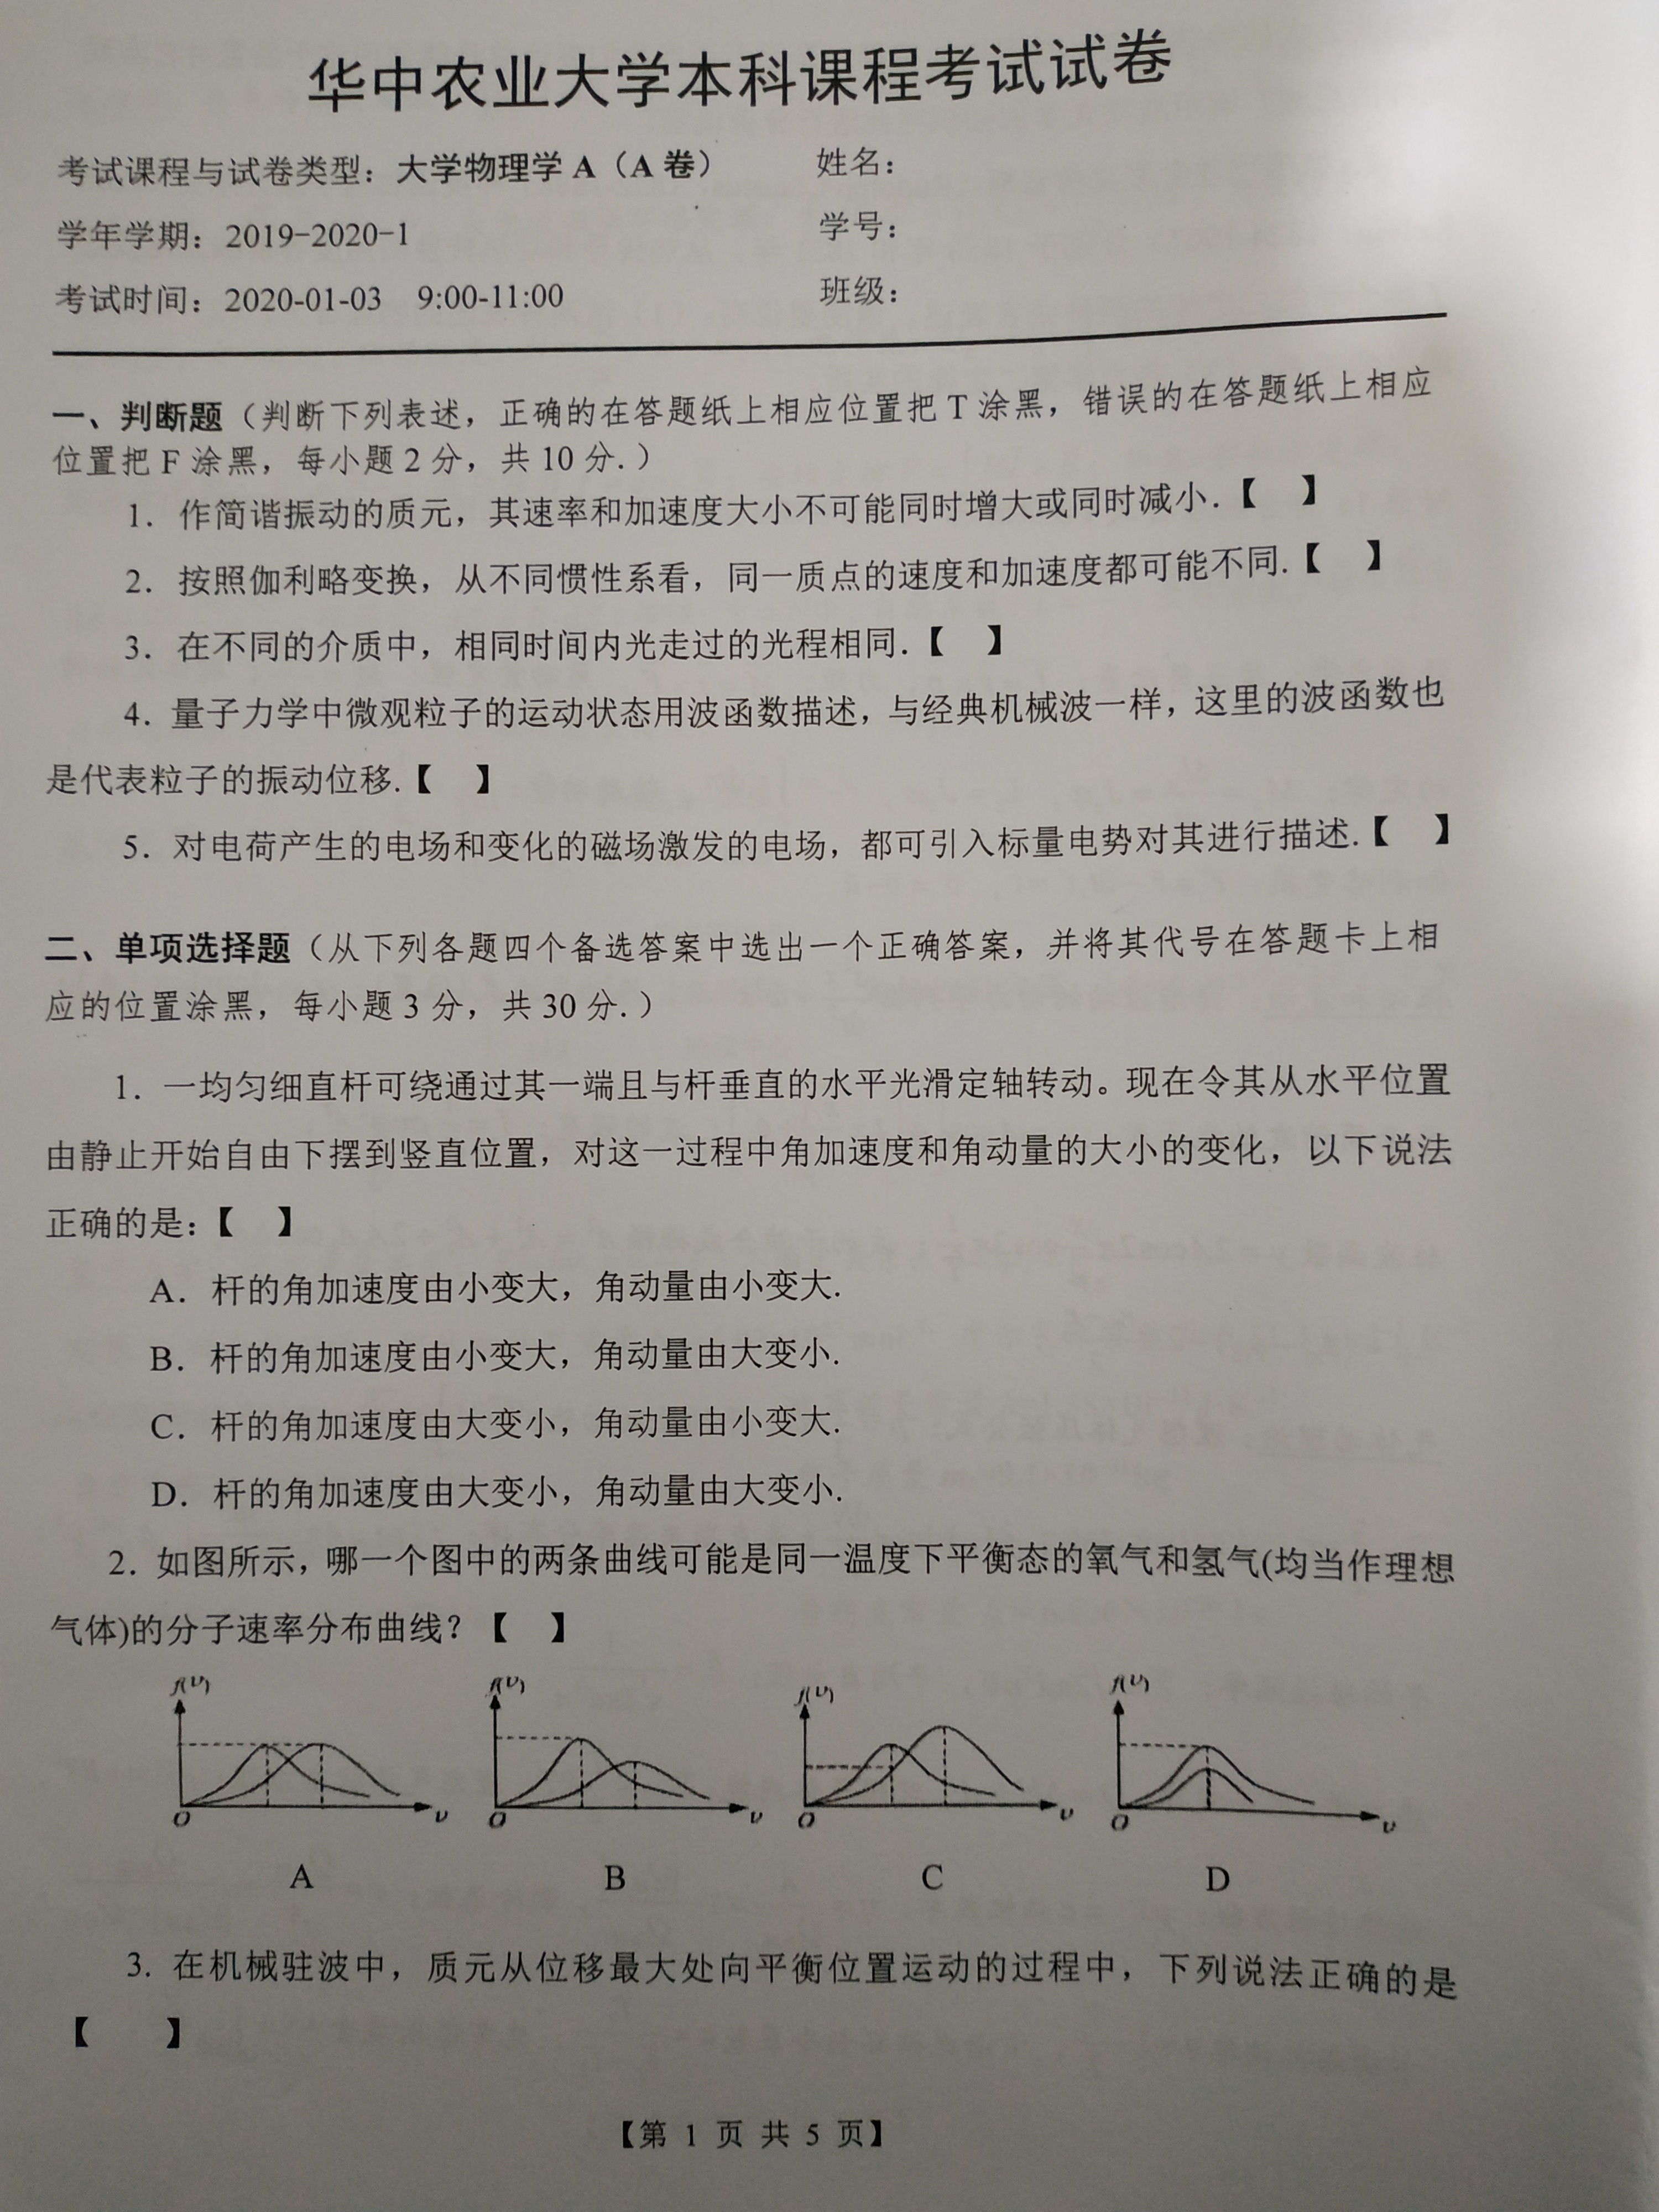 华中农业大学本科课程考试试卷
考试课程与试卷类型：大学物理学 A（A 卷） 姓名：
学年学期：2019-2020-1 学号：
考试时间：2020-01-03 9:00-11:00 班级：
一、判断题（判断下列表述，正确的在答题纸上相应位置把 T 涂黑，错误的在答题纸上相应
位置把 F 涂黑，每小题 2 分，共 10 分.）
1. 作简谐振动的质元，其速率和加速度大小不可能同时增大或同时减小.【 】
2. 按照伽利略变换，从不同惯性系看，同一质点的速度和加速度都可能不同.【 】
3. 在不同的介质中，相同时间内光走过的光程相同.【 】
4. 量子力学中微观粒子的运动状态用波函数描述，与经典机械波一样，这里的波函数也
是代表粒子的振动位移.【 】
5. 对电荷产生的电场和变化的磁场激发的电场，都可引入标量电势对其进行描述.【 】
二、单项选择题（从下列各题四个备选答案中选出一个正确答案，并将其代号在答题卡上相
应的位置涂黑，每小题 3 分，共 30 分.）
1. 一均匀细直杆可绕通过其一端且与杆垂直的水平光滑定轴转动。现在令其从水平位置
由静止开始自由下摆到竖直位置，对这一过程中角加速度和角动量的大小的变化，以下说法
正确的是:【 】
A. 杆的角加速度由小变大，角动量由小变大.
B. 杆的角加速度由小变大，角动量由大变小.
C. 杆的角加速度由大变小，角动量由小变大.
D. 杆的角加速度由大变小，角动量由大变小.
2. 如图所示，哪一个图中的两条曲线可能是同一温度下平衡态的氧气和氢气(均当作理想
气体)的分子速率分布曲线？【 】
f(υ) f(υ) f(υ) f(υ)
O υ O υ O υ O υ
A B C D
3. 在机械驻波中，质元从位移最大处向平衡位置运动的过程中，下列说法正确的是
【 】
【第 1 页 共 5 页】